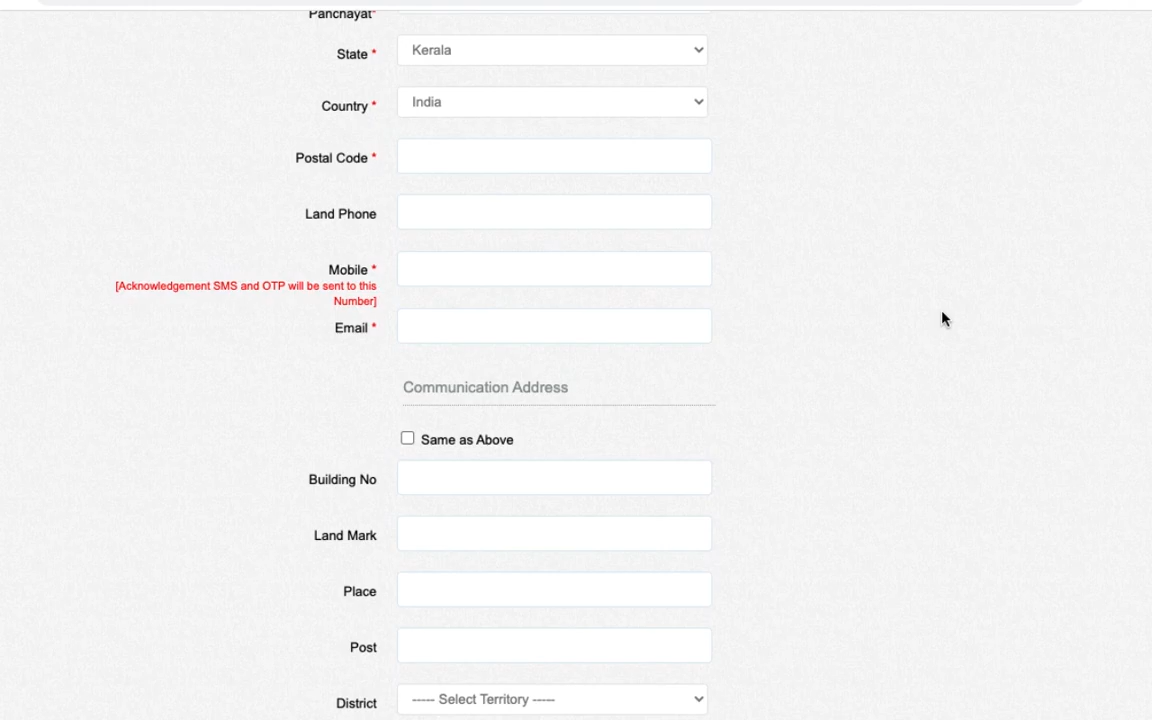 Panchayat*
State * Kerala
Country * India
Postal Code *
Land Phone
Mobile *
[Acknowledgement SMS and OTP will be sent to this
Number]
Email *
Communication Address
Same as Above
Building No
Land Mark
Place
Post
District ----- Select Territory -----